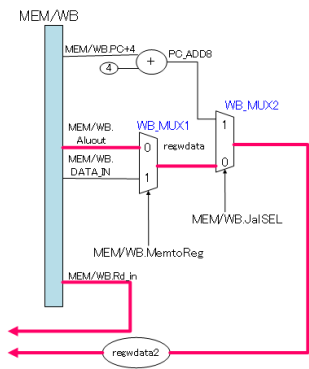 MEM/WB
MEM/WB.PC+4
4
+
PC_ADD8
WB_MUX2
MEM/WB.
Aluout
WB_MUX1
0
regwdata
1
MEM/WB.
DATA_IN
1
0
MEM/WB.JalSEL
MEM/WB.MemtoReg
MEM/WB.Rd_in
regwdata2